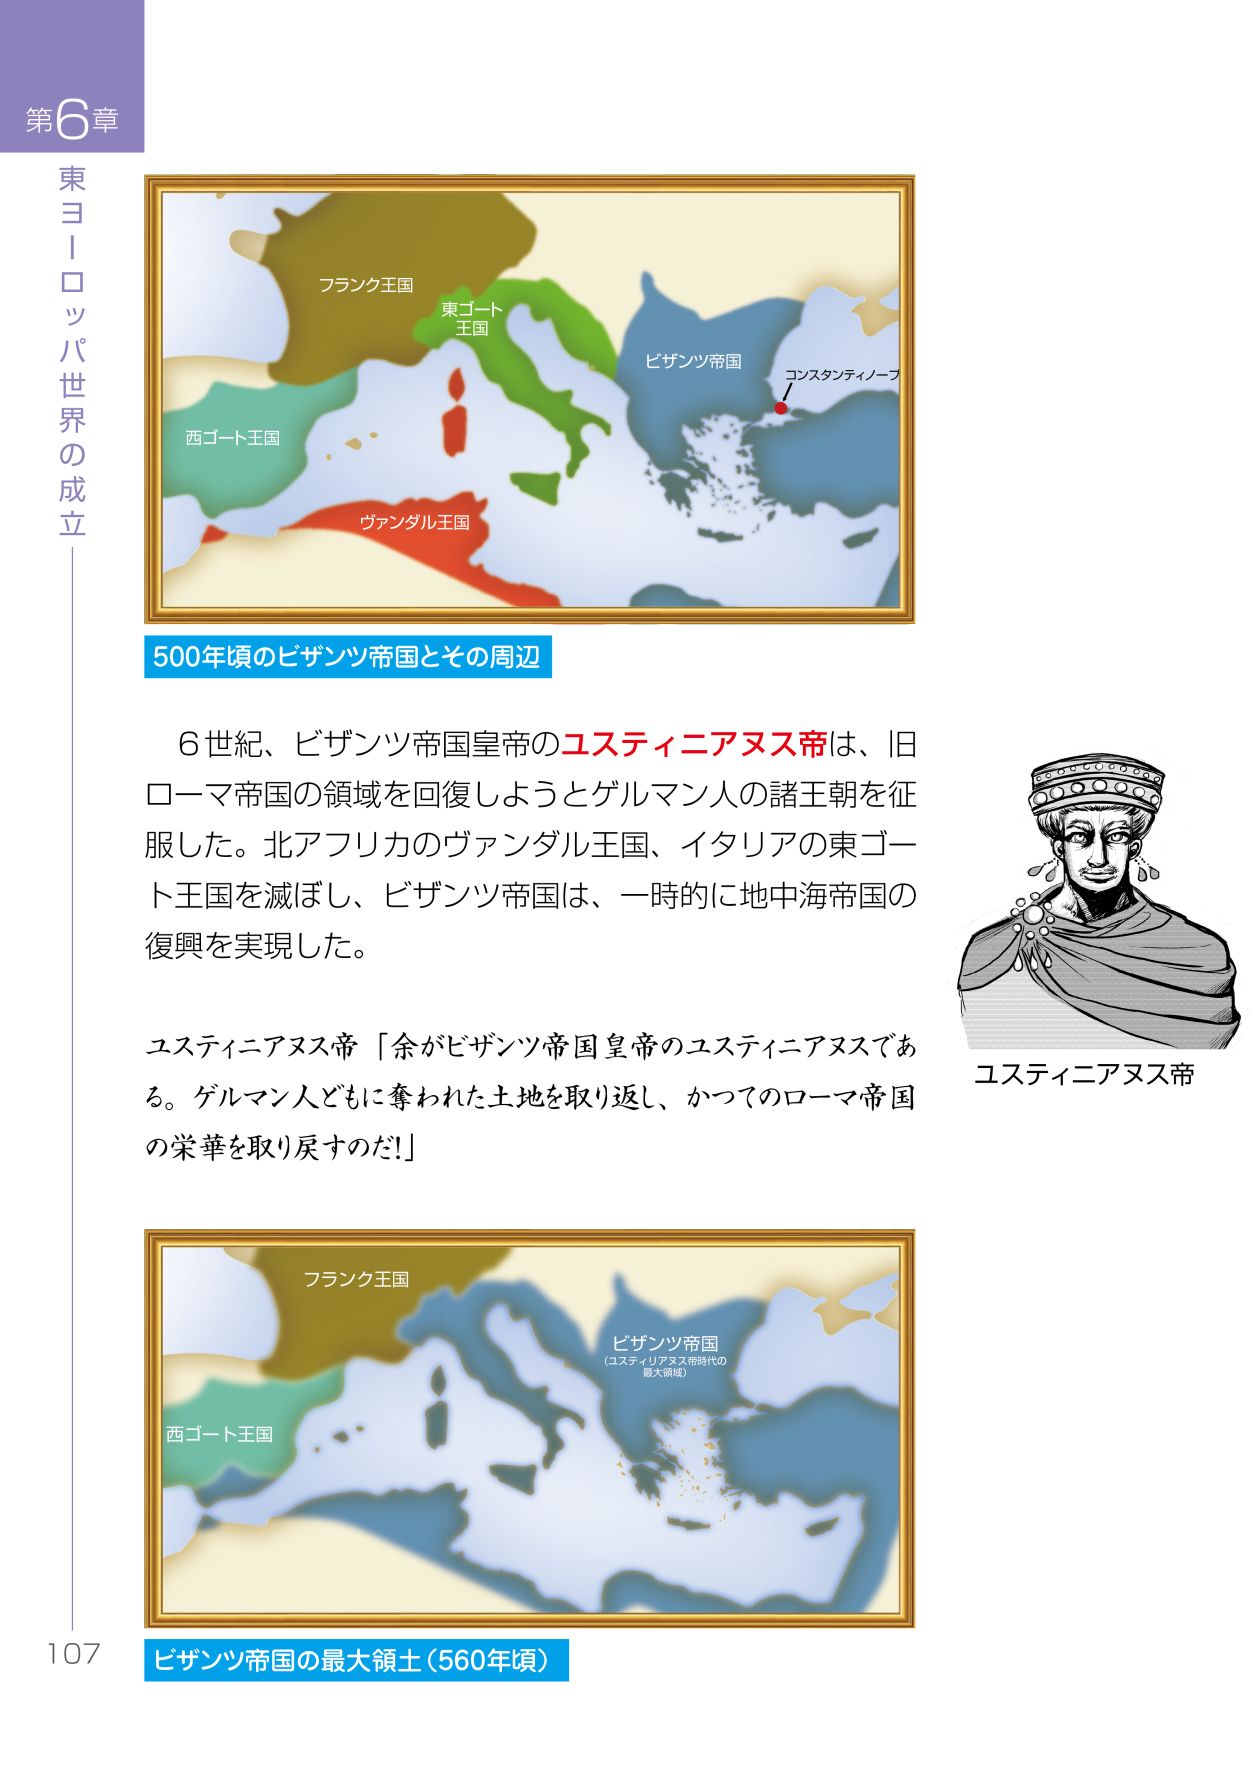 第6章
東ヨーロッパ世界の成立
フランク王国
東ゴート
王国
ビザンツ帝国
コンスタンティノープ
西ゴート王国
ヴァンダル王国
500年頃のビザンツ帝国とその周辺
６世紀、ビザンツ帝国皇帝のユスティニアヌス帝は、旧
ローマ帝国の領域を回復しようとゲルマン人の諸王朝を征
服した。北アフリカのヴァンダル王国、イタリアの東ゴー
ト王国を滅ぼし、ビザンツ帝国は、一時的に地中海帝国の
復興を実現した。
ユスティニアヌス帝
ユスティニアヌス帝「余がビザンツ帝国皇帝のユスティニアヌスであ
る。ゲルマン人どもに奪われた土地を取り返し、かつてのローマ帝国
の栄華を取り戻すのだ!」
フランク王国
ビザンツ帝国
（ユスティリアヌス帝時代の
最大領域）
西ゴート王国
ビザンツ帝国の最大領土（560年頃）
107